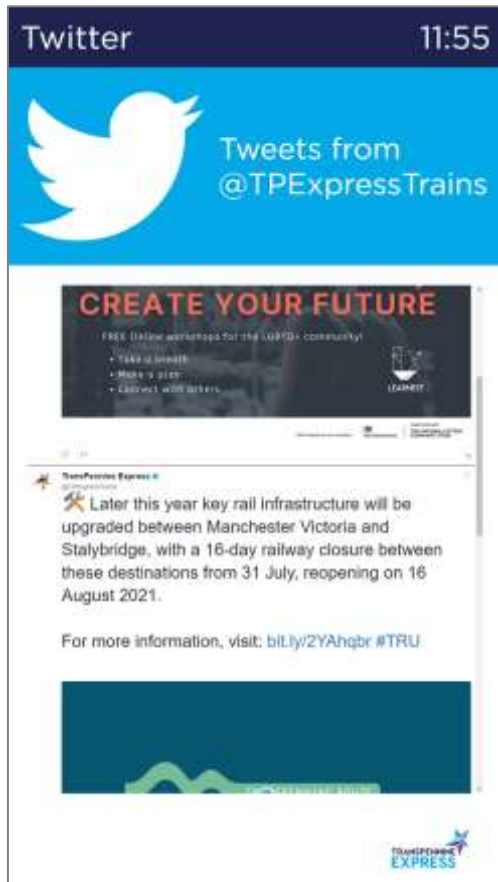 Twitter 11:55
Tweets from
@TPExpressTrains
CREATE YOUR FUTURE
FREE Online workshops for the LGBTQ+ community!
• Take a breath
• Make a plan
• Connect with others
LEARNEST
TransPennine Express
🛠 Later this year key rail infrastructure will be
upgraded between Manchester Victoria and
Stalybridge, with a 16-day railway closure between
these destinations from 31 July, reopening on 16
August 2021.
For more information, visit: bit.ly/2YAhqbr #TRU
TRANSPENNINE
EXPRESS